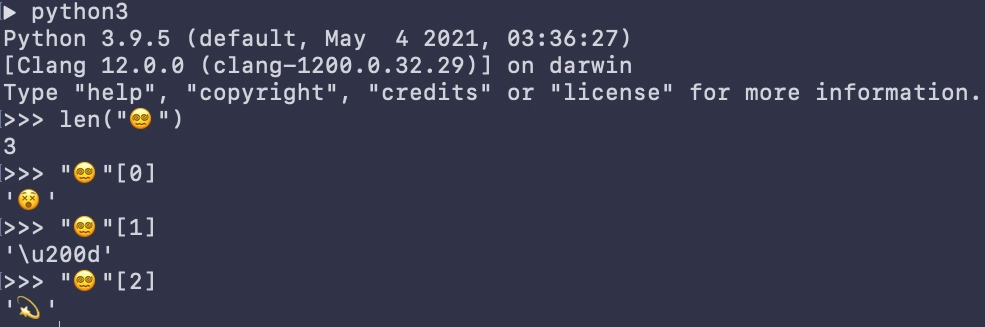 ▶ python3
Python 3.9.5 (default, May  4 2021, 03:36:27)
[Clang 12.0.0 (clang-1200.0.32.29)] on darwin
Type "help", "copyright", "credits" or "license" for more information.
>>> len("😵‍💫")
3
>>> "😵‍💫"[0]
'😵'
>>> "😵‍💫"[1]
'\u200d'
>>> "😵‍💫"[2]
'💫'